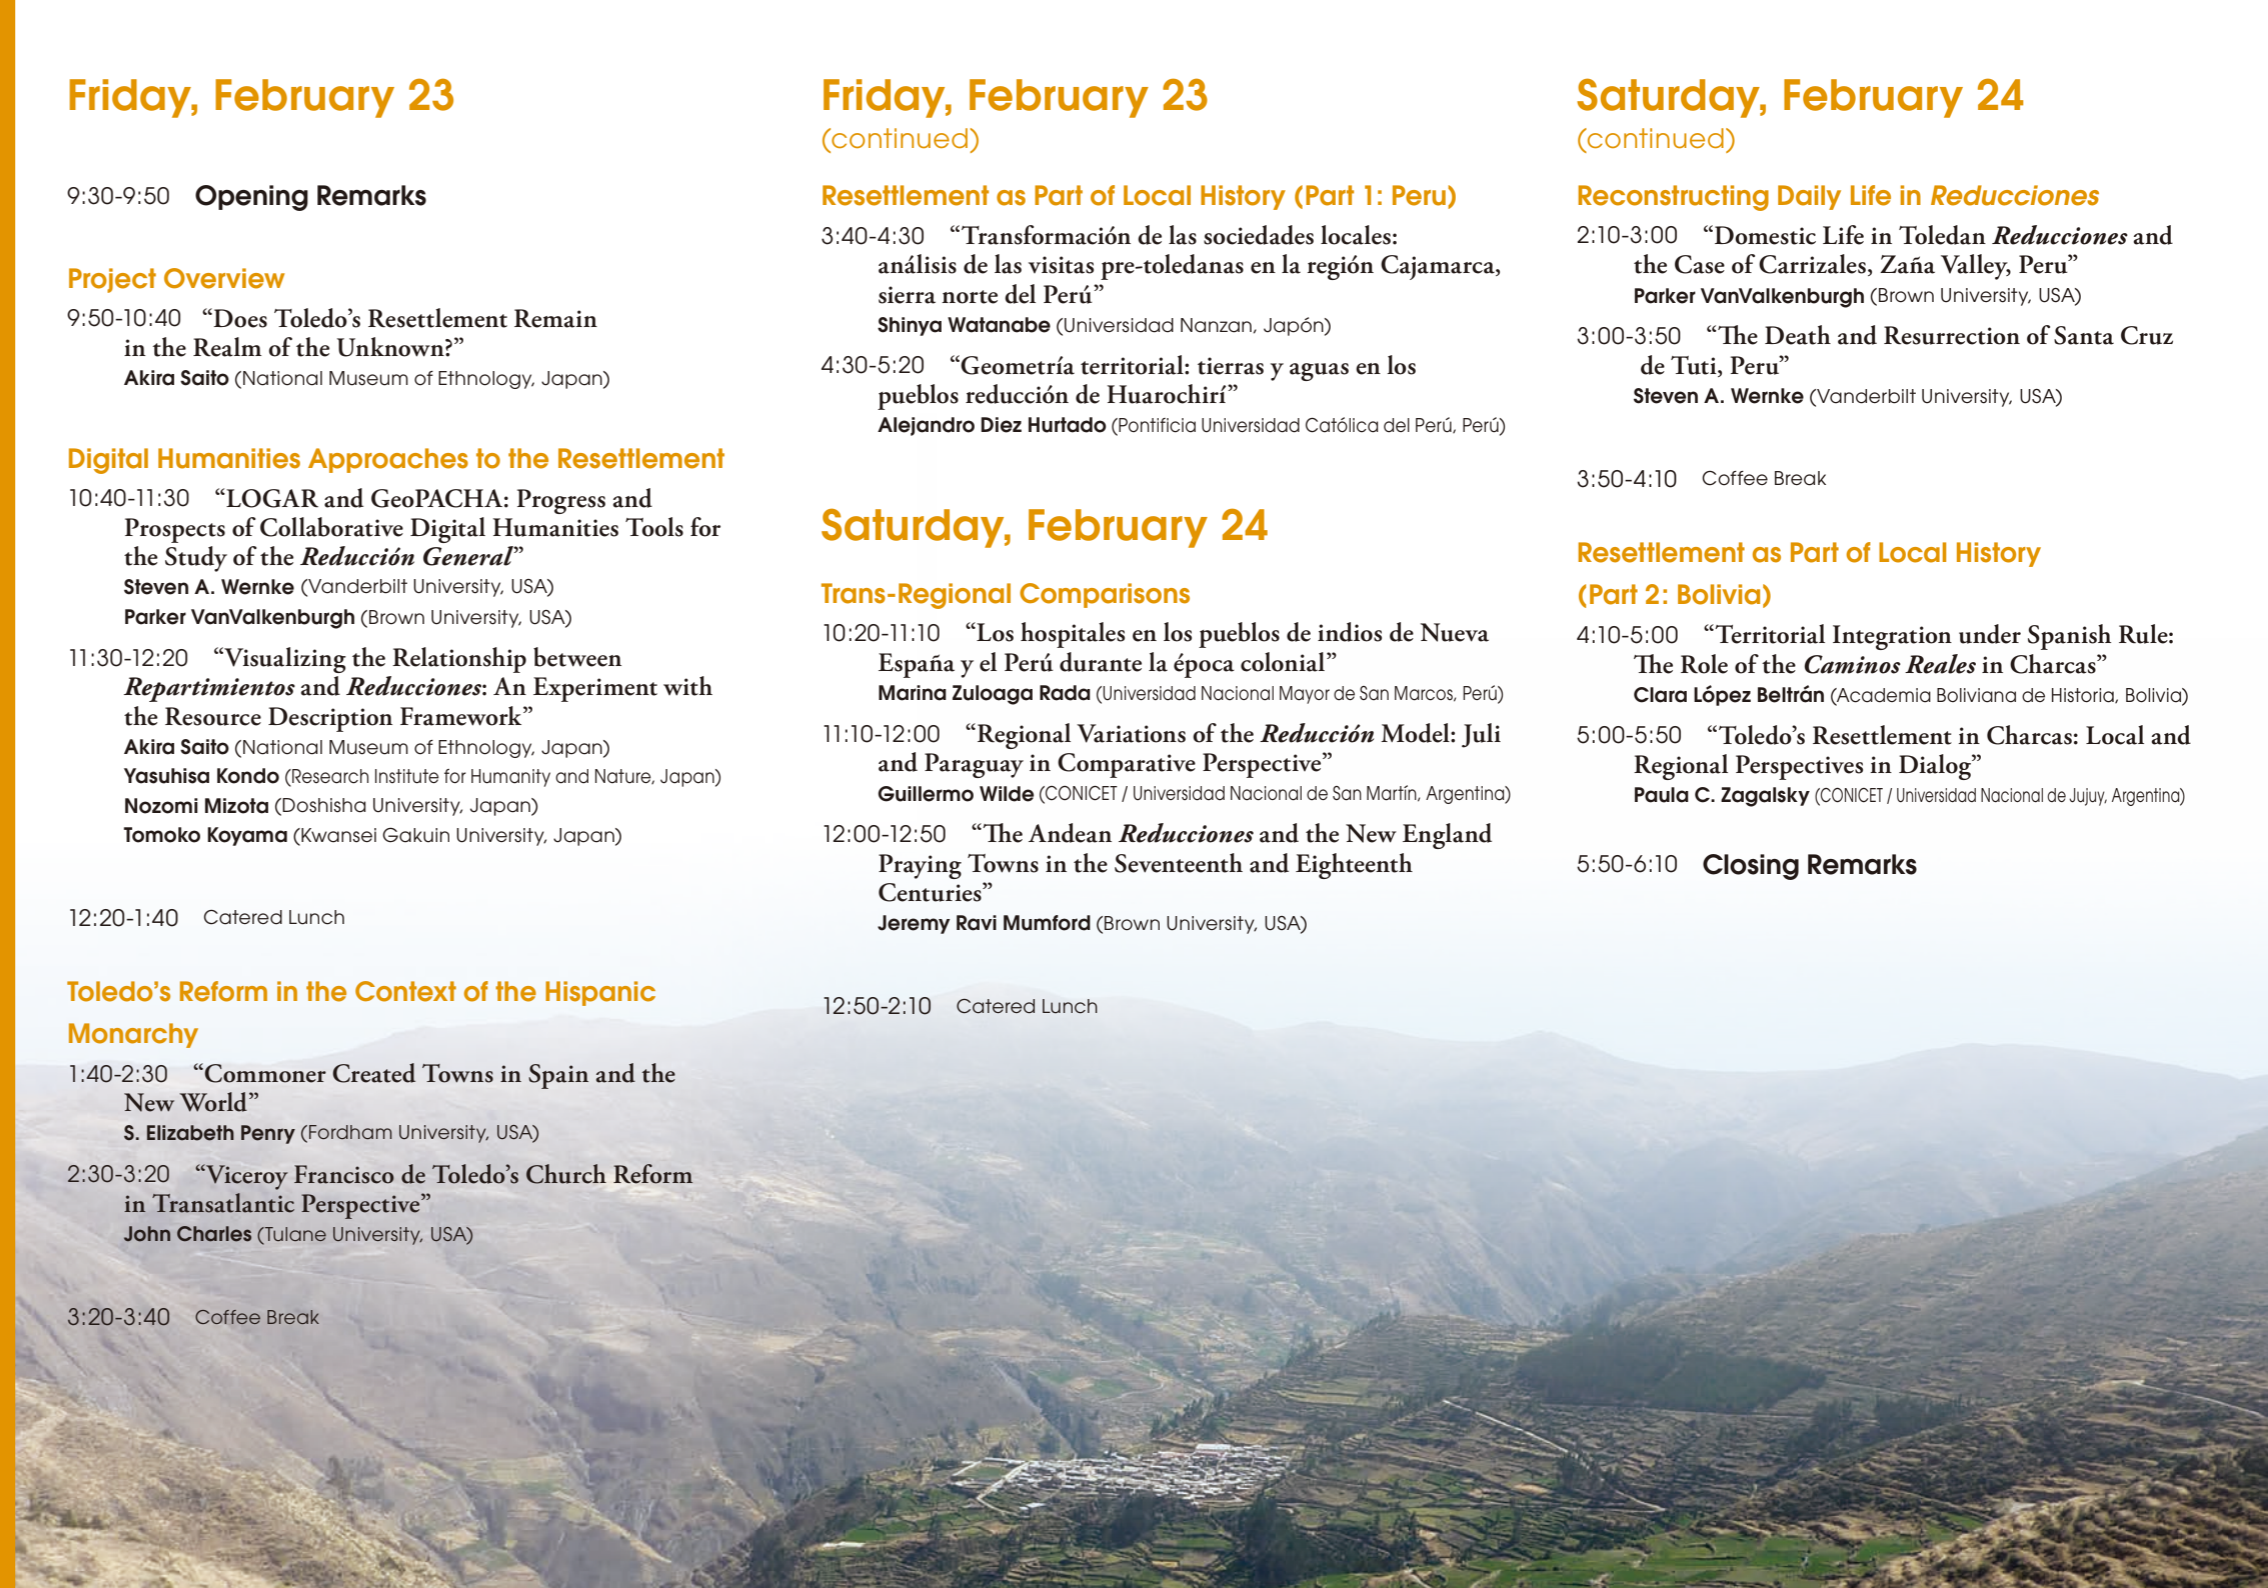 Friday, February 23
9:30-9:50 Opening Remarks
Project Overview
9:50-10:40 “Does Toledo’s Resettlement Remain
in the Realm of the Unknown?”
Akira Saito (National Museum of Ethnology, Japan)
Digital Humanities Approaches to the Resettlement
10:40-11:30 “LOGAR and GeoPACHA: Progress and
Prospects of Collaborative Digital Humanities Tools for
the Study of the Reducción General”
Steven A. Wernke (Vanderbilt University, USA)
Parker VanValkenburgh (Brown University, USA)
11:30-12:20 “Visualizing the Relationship between
Repartimientos and Reducciones: An Experiment with
the Resource Description Framework”
Akira Saito (National Museum of Ethnology, Japan)
Yasuhisa Kondo (Research Institute for Humanity and Nature, Japan)
Nozomi Mizota (Doshisha University, Japan)
Tomoko Koyama (Kwansei Gakuin University, Japan)
12:20-1:40 Catered Lunch
Toledo’s Reform in the Context of the Hispanic
Monarchy
1:40-2:30 “Commoner Created Towns in Spain and the
New World”
S. Elizabeth Penry (Fordham University, USA)
2:30-3:20 “Viceroy Francisco de Toledo’s Church Reform
in Transatlantic Perspective”
John Charles (Tulane University, USA)
3:20-3:40 Coffee Break
Friday, February 23
(continued)
Resettlement as Part of Local History (Part 1: Peru)
3:40-4:30 “Transformación de las sociedades locales:
análisis de las visitas pre-toledanas en la región Cajamarca,
sierra norte del Perú”
Shinya Watanabe (Universidad Nanzan, Japón)
4:30-5:20 “Geometría territorial: tierras y aguas en los
pueblos reducción de Huarochirí”
Alejandro Diez Hurtado (Pontificia Universidad Católica del Perú, Perú)
Saturday, February 24
Trans-Regional Comparisons
10:20-11:10 “Los hospitales en los pueblos de indios de Nueva
España y el Perú durante la época colonial”
Marina Zuloaga Rada (Universidad Nacional Mayor de San Marcos, Perú)
11:10-12:00 “Regional Variations of the Reducción Model: Juli
and Paraguay in Comparative Perspective”
Guillermo Wilde (CONICET / Universidad Nacional de San Martín, Argentina)
12:00-12:50 “The Andean Reducciones and the New England
Praying Towns in the Seventeenth and Eighteenth
Centuries”
Jeremy Ravi Mumford (Brown University, USA)
12:50-2:10 Catered Lunch
Saturday, February 24
(continued)
Reconstructing Daily Life in Reducciones
2:10-3:00 “Domestic Life in Toledan Reducciones and
the Case of Carrizales, Zaña Valley, Peru”
Parker VanValkenburgh (Brown University, USA)
3:00-3:50 “The Death and Resurrection of Santa Cruz
de Tuti, Peru”
Steven A. Wernke (Vanderbilt University, USA)
3:50-4:10 Coffee Break
Resettlement as Part of Local History
(Part 2: Bolivia)
4:10-5:00 “Territorial Integration under Spanish Rule:
The Role of the Caminos Reales in Charcas”
Clara López Beltrán (Academia Boliviana de Historia, Bolivia)
5:00-5:50 “Toledo’s Resettlement in Charcas: Local and
Regional Perspectives in Dialog”
Paula C. Zagalsky (CONICET / Universidad Nacional de Jujuy, Argentina)
5:50-6:10 Closing Remarks